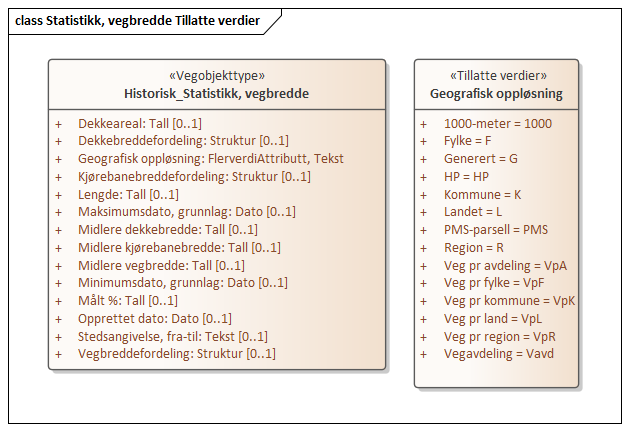 class Statistikk, vegbredde Tillatte verdier
«Vegobjekttype»
Historisk_Statistikk, vegbredde
+ Dekkeareal: Tall [0..1]
+ Dekkebreddefordeling: Struktur [0..1]
+ Geografisk oppløsning: FlerverdiAttributt, Tekst
+ Kjørebanebreddefordeling: Struktur [0..1]
+ Lengde: Tall [0..1]
+ Maksimumsdato, grunnlag: Dato [0..1]
+ Midlere dekkebredde: Tall [0..1]
+ Midlere kjørebanebredde: Tall [0..1]
+ Midlere vegbredde: Tall [0..1]
+ Minimumsdato, grunnlag: Dato [0..1]
+ Målt %: Tall [0..1]
+ Opprettet dato: Dato [0..1]
+ Stedsangivelse, fra-til: Tekst [0..1]
+ Vegbreddefordeling: Struktur [0..1]
«Tillatte verdier»
Geografisk oppløsning
+ 1000-meter = 1000
+ Fylke = F
+ Generert = G
+ HP = HP
+ Kommune = K
+ Landet = L
+ PMS-parsell = PMS
+ Region = R
+ Veg pr avdeling = VpA
+ Veg pr fylke = VpF
+ Veg pr kommune = VpK
+ Veg pr land = VpL
+ Veg pr region = VpR
+ Vegavdeling = Vavd